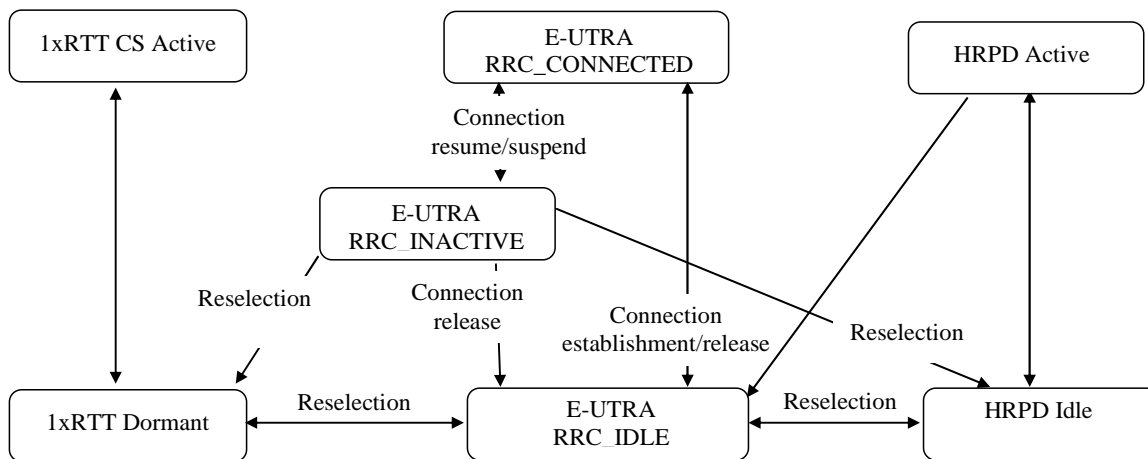 1xRTT CS Active
E-UTRA
RRC_CONNECTED
HRPD Active
Connection
resume/suspend
E-UTRA
RRC_INACTIVE
Reselection
Connection
release
Connection
establishment/release
Reselection
1xRTT Dormant
Reselection
E-UTRA
RRC_IDLE
Reselection
HRPD Idle